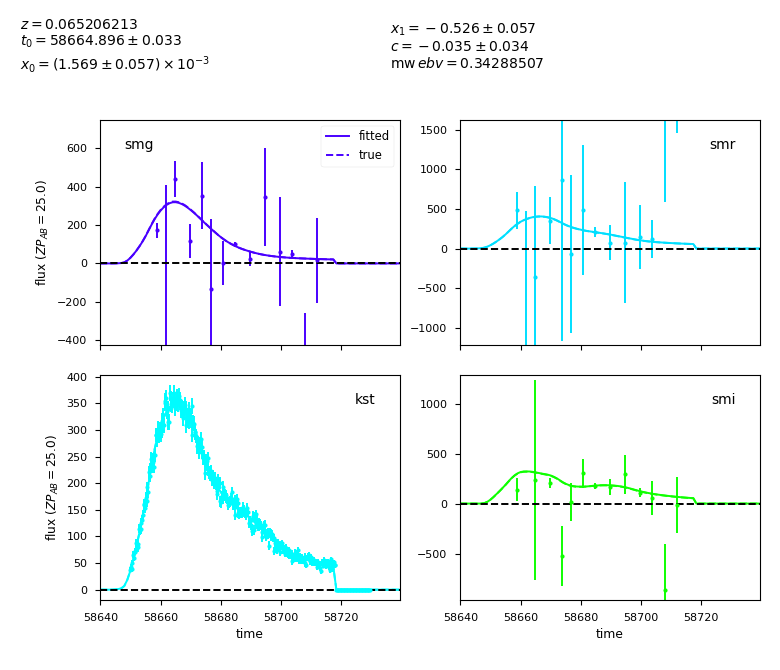 z = 0.065206213
t₀ = 58664.896 ± 0.033
x₀ = (1.569 ± 0.057) × 10⁻³
x₁ = −0.526 ± 0.057
c = −0.035 ± 0.034
mw ebv = 0.34288507
smg
fitted
true
600
400
200
0
−200
−400
flux (ZP_AB = 25.0)
smr
1500
1000
500
0
−500
−1000
kst
400
350
300
250
200
150
100
50
0
flux (ZP_AB = 25.0)
58640 58660 58680 58700 58720
time
smi
1000
500
0
−500
58640 58660 58680 58700 58720
time